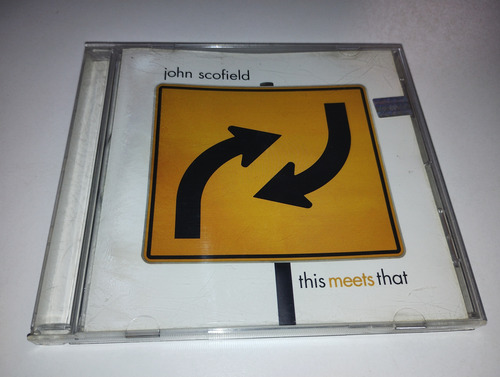 john scofield
this meets that